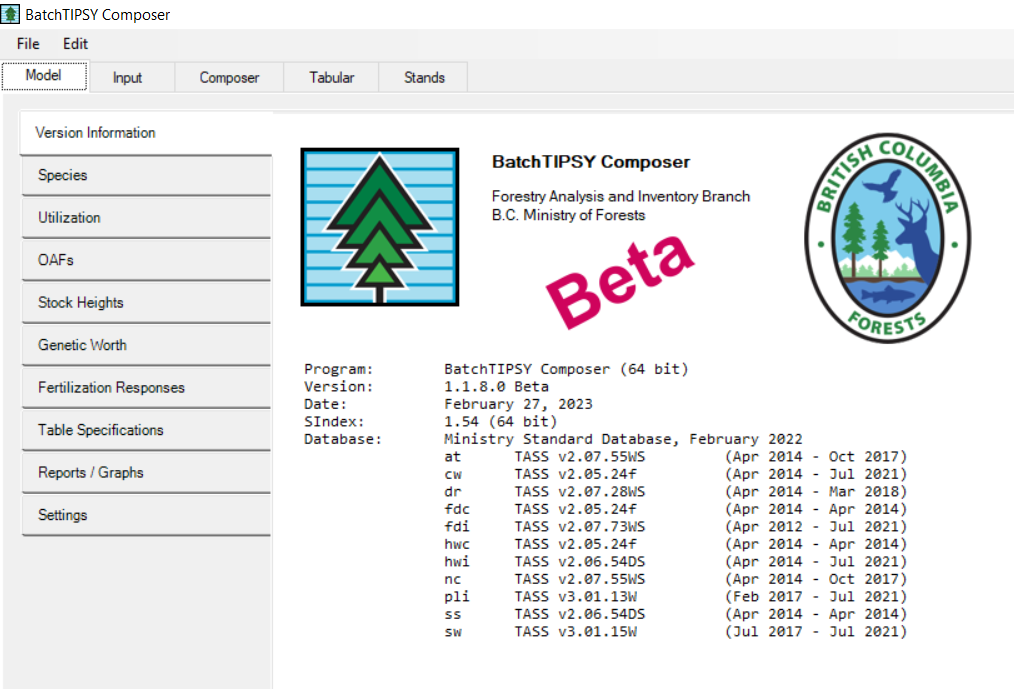 BatchTIPSY Composer
File Edit
Model Input Composer Tabular Stands
Version Information
Species
Utilization
OAFs
Stock Heights
Genetic Worth
Fertilization Responses
Table Specifications
Reports / Graphs
Settings
BatchTIPSY Composer
Forestry Analysis and Inventory Branch
B.C. Ministry of Forests
Beta
BRITISH COLUMBIA
FORESTS
Program: BatchTIPSY Composer (64 bit)
Version: 1.1.8.0 Beta
Date: February 27, 2023
SIndex: 1.54 (64 bit)
Database: Ministry Standard Database, February 2022
at TASS v2.07.55WS (Apr 2014 - Oct 2017)
cw TASS v2.05.24f (Apr 2014 - Jul 2021)
dr TASS v2.07.28WS (Apr 2014 - Mar 2018)
fdc TASS v2.05.24f (Apr 2014 - Apr 2014)
fdi TASS v2.07.73WS (Apr 2012 - Jul 2021)
hwc TASS v2.05.24f (Apr 2014 - Apr 2014)
hwi TASS v2.06.54DS (Apr 2014 - Jul 2021)
nc TASS v2.07.55WS (Apr 2014 - Oct 2017)
pli TASS v3.01.13W (Feb 2017 - Jul 2021)
ss TASS v2.06.54DS (Apr 2014 - Apr 2014)
sw TASS v3.01.15W (Jul 2017 - Jul 2021)